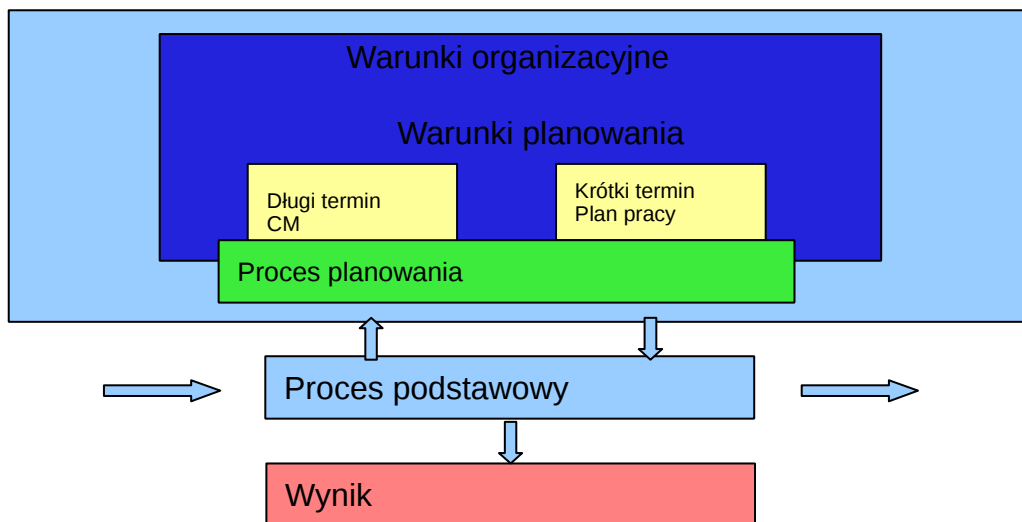 Warunki organizacyjne
Warunki planowania
Długi termin
CM
Krótki termin
Plan pracy
Proces planowania
Proces podstawowy
Wynik